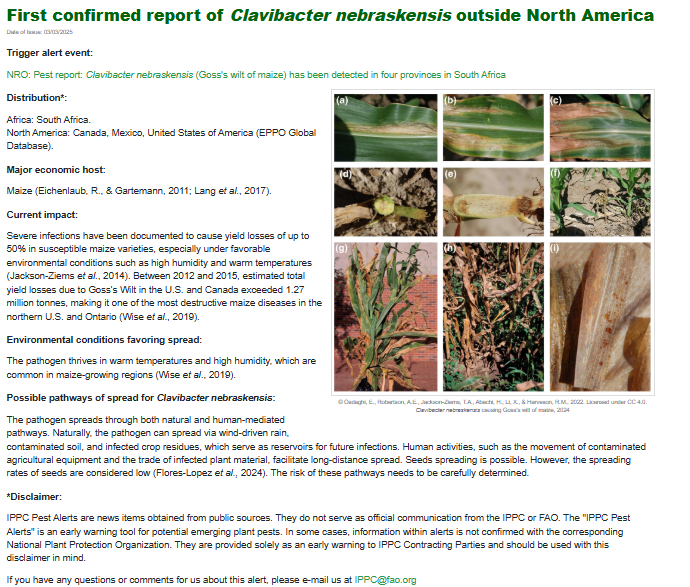 First confirmed report of Clavibacter nebraskensis outside North America
Date of Issue: 03/03/2025
Trigger alert event:
NRO: Pest report: Clavibacter nebraskensis (Goss's wilt of maize) has been detected in four provinces in South Africa
Distribution*:
Africa: South Africa.
North America: Canada, Mexico, United States of America (EPPO Global
Database).
Major economic host:
Maize (Eichenlaub, R., & Gartemann, 2011; Lang et al., 2017).
Current impact:
Severe infections have been documented to cause yield losses of up to
50% in susceptible maize varieties, especially under favorable
environmental conditions such as high humidity and warm temperatures
(Jackson-Ziems et al., 2014). Between 2012 and 2015, estimated total
yield losses due to Goss's Wilt in the U.S. and Canada exceeded 1.27
million tonnes, making it one of the most destructive maize diseases in the
northern U.S. and Ontario (Wise et al., 2019).
Environmental conditions favoring spread:
The pathogen thrives in warm temperatures and high humidity, which are
common in maize-growing regions (Wise et al., 2019).
Possible pathways of spread for Clavibacter nebraskensis:
The pathogen spreads through both natural and human-mediated
pathways. Naturally, the pathogen can spread via wind-driven rain,
contaminated soil, and infected crop residues, which serve as reservoirs for future infections. Human activities, such as the movement of contaminated
agricultural equipment and the trade of infected plant material, facilitate long-distance spread. Seeds spreading is possible. However, the spreading
rates of seeds are considered low (Flores-Lopez et al., 2024). The risk of these pathways needs to be carefully determined.
(a)
(b)
(c)
(d)
(e)
(f)
(g)
(h)
(i)
© Osdaghi, E., Robertson, A.E., Jackson-Ziems, T.A., Abachi, H., Li, X., & Harveson, R.M., 2022. Licensed under CC 4.0.
Clavibacter nebraskensis causing Goss's wilt of maize, 2024
*Disclaimer:
IPPC Pest Alerts are news items obtained from public sources. They do not serve as official communication from the IPPC or FAO. The "IPPC Pest
Alerts" is an early warning tool for potential emerging plant pests. In some cases, information within alerts is not confirmed with the corresponding
National Plant Protection Organization. They are provided solely as an early warning to IPPC Contracting Parties and should be used with this
disclaimer in mind.
If you have any questions or comments for us about this alert, please e-mail us at IPPC@fao.org